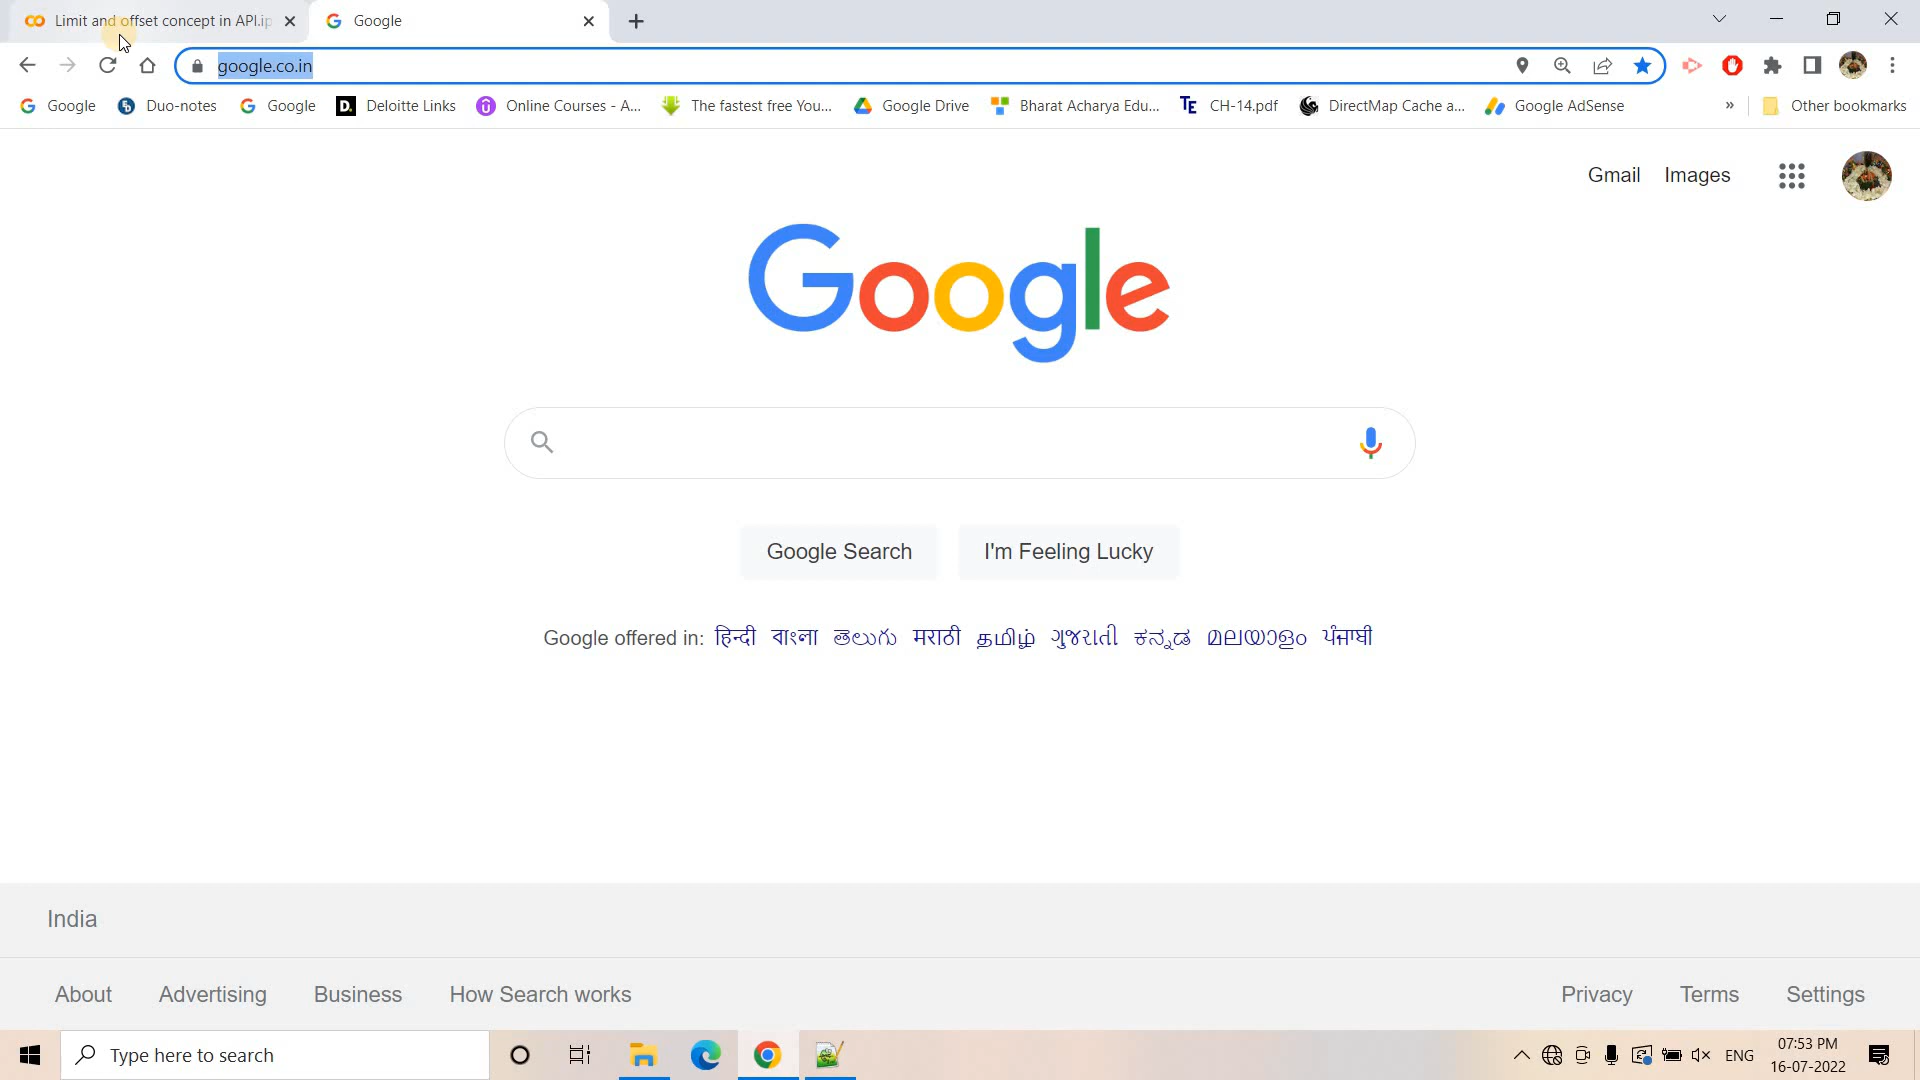 Limit and offset concept in API.ip
Google
google.co.in
Google
Duo-notes
Google
D.
Deloitte Links
Online Courses - A...
The fastest free You...
Google Drive
Bharat Acharya Edu...
TE CH-14.pdf
DirectMap Cache a...
Google AdSense
»
Other bookmarks
Gmail
Images
Google
Google Search
I'm Feeling Lucky
Google offered in: हिन्दी বাংলা తెలుగు मराठी தமிழ் ગુજરાતી ಕನ್ನಡ മലയാളം ਪੰਜਾਬੀ
India
About
Advertising
Business
How Search works
Privacy
Terms
Settings
Type here to search
ENG
07:53 PM
16-07-2022